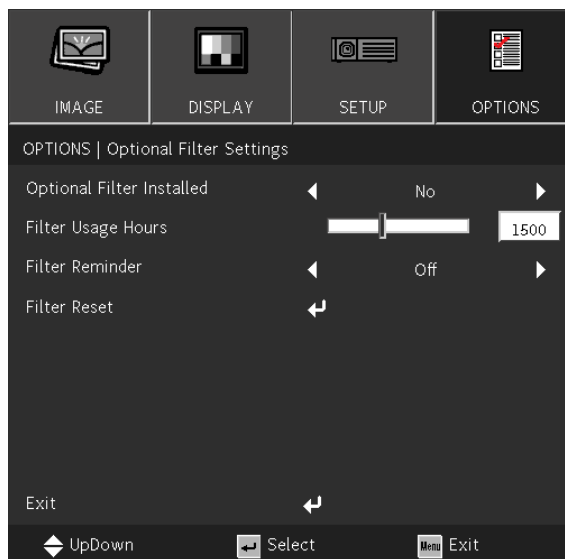 IMAGE DISPLAY SETUP OPTIONS
OPTIONS | Optional Filter Settings
Optional Filter Installed No
Filter Usage Hours 1500
Filter Reminder Off
Filter Reset
Exit
UpDown Select Menu Exit